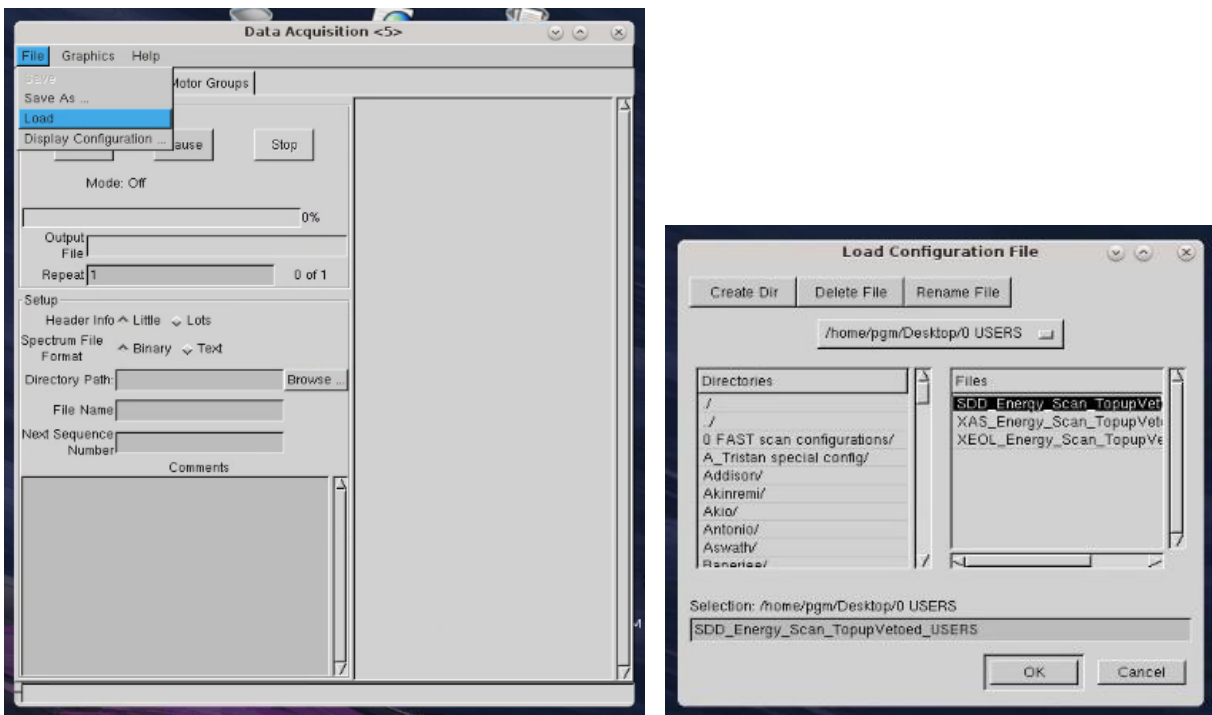 Data Acquisition <5>
File Graphics Help
Save
Motor Groups
Save As ...
Load
Display Configuration ...
ause
Stop
Mode: Off
0%
Output
File
Repeat 1 0 of 1
Setup
Header Info Little Lots
Spectrum File
Format
Binary Text
Directory Path: Browse ...
File Name
Next Sequence
Number
Comments
M
Load Configuration File
Create Dir Delete File Rename File
/home/pgm/Desktop/0 USERS
Directories
./
../
0 FAST scan configurations/
A_Tristan special config/
Addison/
Akinremi/
Akio/
Antonio/
Aswath/
Banerjee/
Files
SDD_Energy_Scan_TopupVet
XAS_Energy_Scan_TopupVet
XEOL_Energy_Scan_TopupVe
Selection: /home/pgm/Desktop/0 USERS
SDD_Energy_Scan_TopupVetoed_USERS
OK Cancel